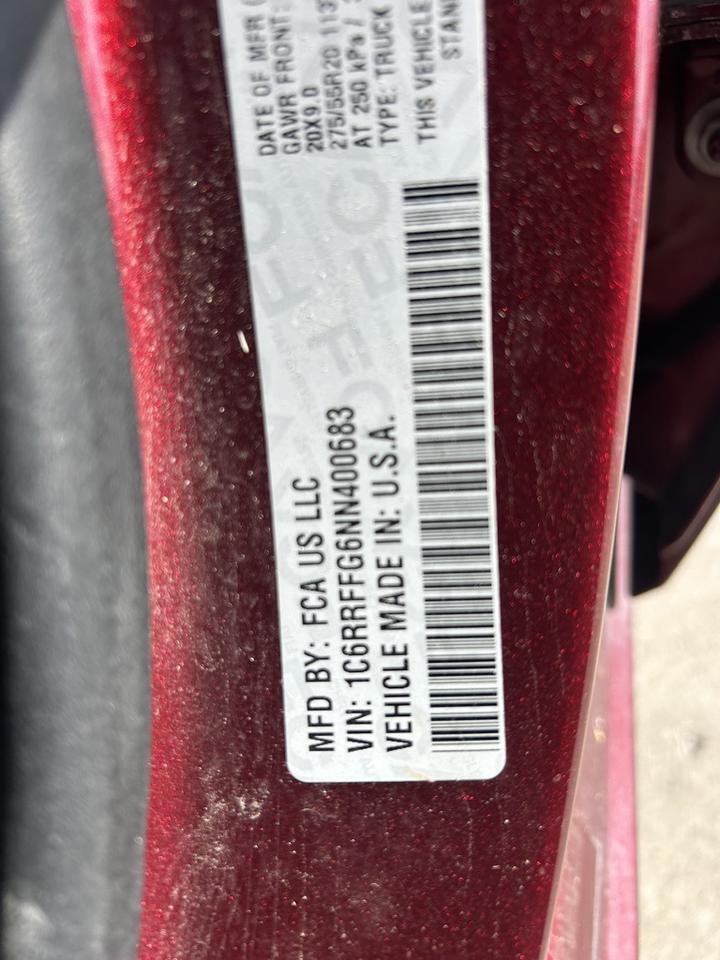 MFD BY: FCA US LLC
VIN: 1C6RRFFG6NN400683
VEHICLE MADE IN: U.S.A.
DATE OF MFR
GAWR FRONT:
20X9.0
275/55R20 113
AT 250 kPa /
TYPE: TRUCK
THIS VEHICLE
STAN